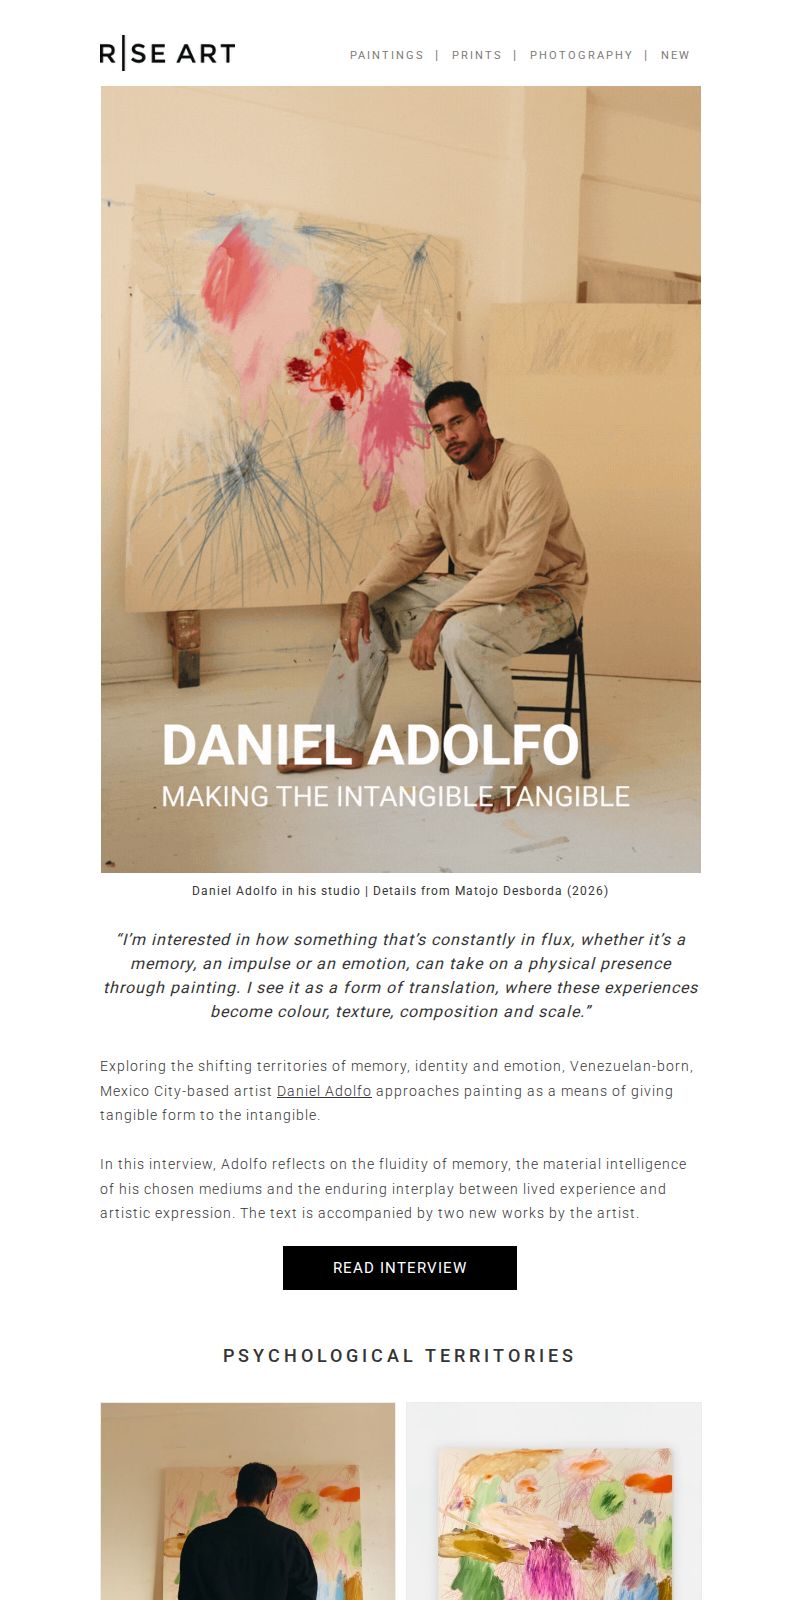 R|SE ART
PAINTINGS | PRINTS | PHOTOGRAPHY | NEW
DANIEL ADOLFO
MAKING THE INTANGIBLE TANGIBLE
Daniel Adolfo in his studio | Details from Matojo Desborda (2026)
“I’m interested in how something that’s constantly in flux, whether it’s a
memory, an impulse or an emotion, can take on a physical presence
through painting. I see it as a form of translation, where these experiences
become colour, texture, composition and scale.”
Exploring the shifting territories of memory, identity and emotion, Venezuelan-born,
Mexico City-based artist Daniel Adolfo approaches painting as a means of giving
tangible form to the intangible.
In this interview, Adolfo reflects on the fluidity of memory, the material intelligence
of his chosen mediums and the enduring interplay between lived experience and
artistic expression. The text is accompanied by two new works by the artist.
READ INTERVIEW
PSYCHOLOGICAL TERRITORIES